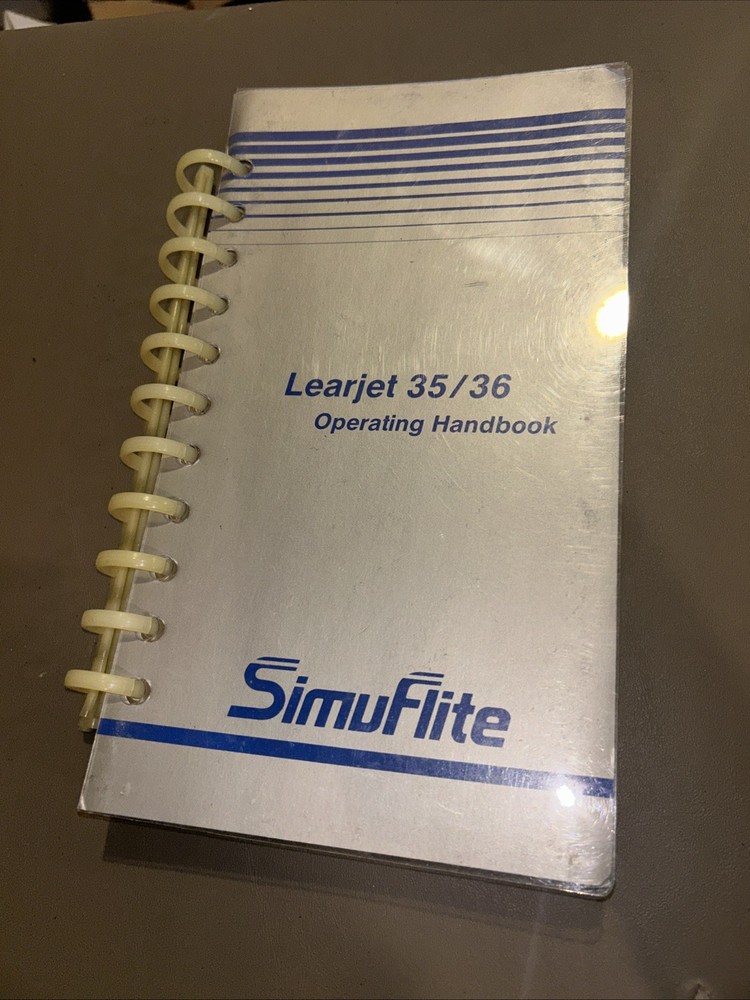 Learjet 35/36
Operating Handbook
SimuFlite